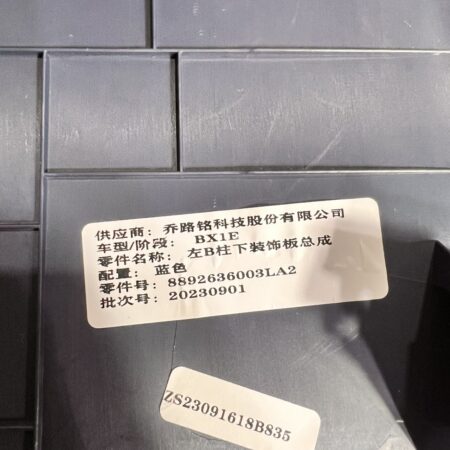 供应商: 乔路铭科技股份有限公司
车型/阶段: BX1E
零件名称: 左B柱下装饰板总成
配置: 蓝色
零件号: 8892636003LA2
批次号: 20230901
ZS23091618B835